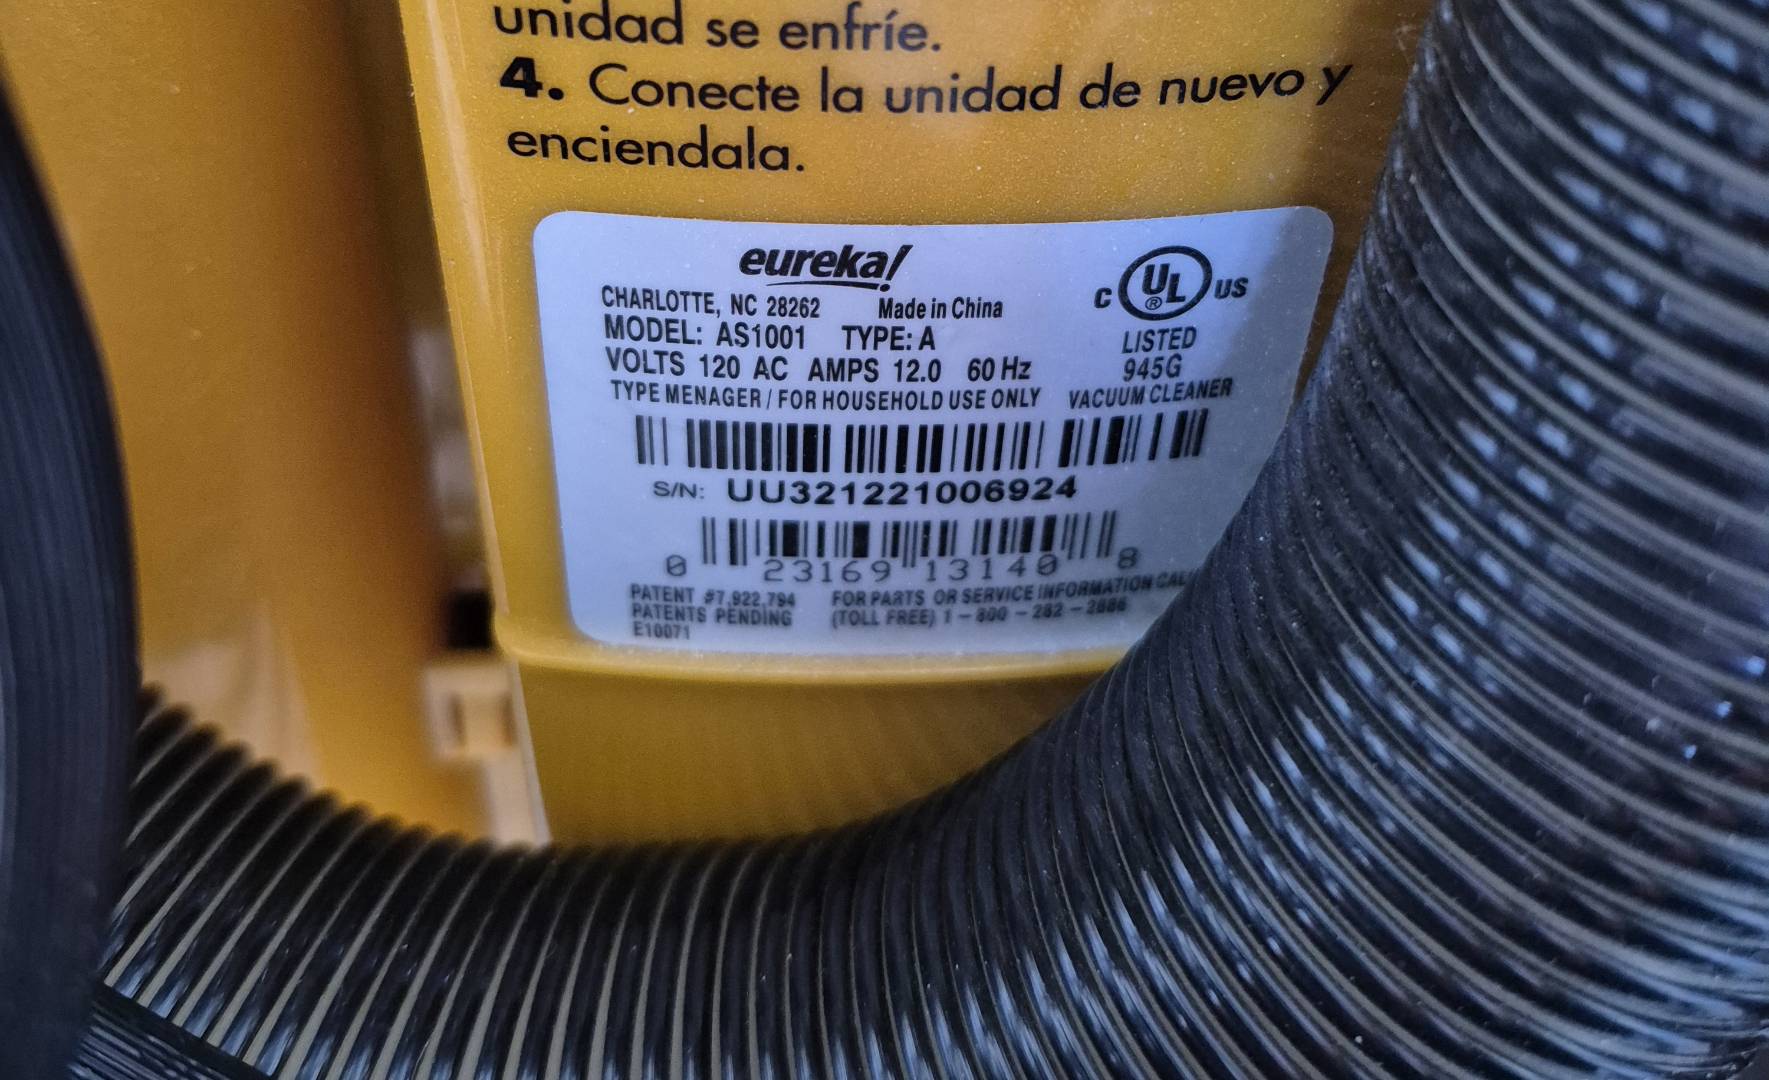 unidad se enfríe.
4. Conecte la unidad de nuevo y
enciendala.
eureka!
CHARLOTTE, NC 28262 Made in China
MODEL: AS1001 TYPE: A
VOLTS 120 AC AMPS 12.0 60 Hz
TYPE MENAGER / FOR HOUSEHOLD USE ONLY
C UL ® US
LISTED
945G
VACUUM CLEANER
S/N: UU321221006924
0 23169 13140 8
PATENT #7,922,794
PATENTS PENDING
E10071
FOR PARTS OR SERVICE INFORMATION CALL
(TOLL FREE) 1-800-282-2886